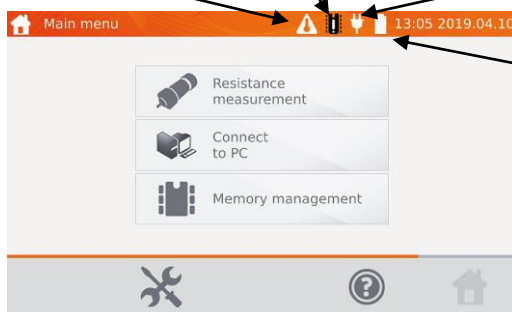 Main menu
13:05 2019.04.10
Resistance
measurement
Connect
to PC
Memory management
?